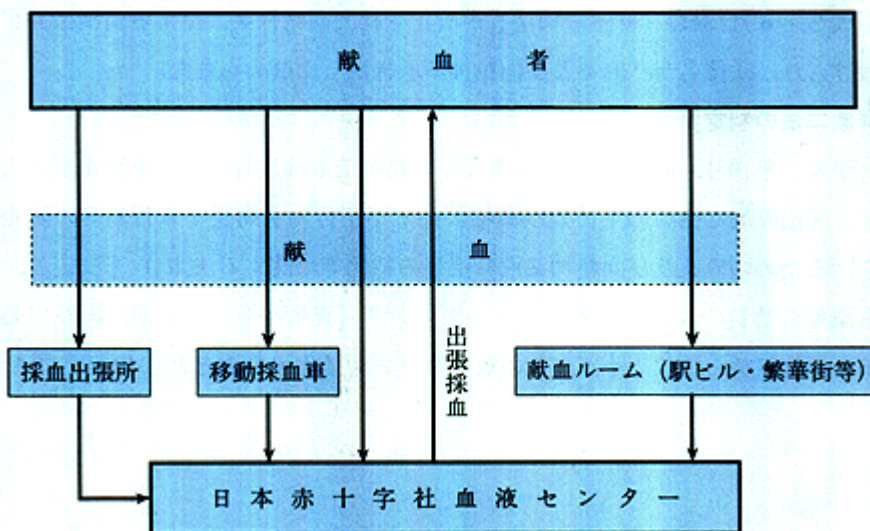 献血者
献血
出張採血
採血出張所
移動採血車
献血ルーム（駅ビル・繁華街等）
日本赤十字社血液センター